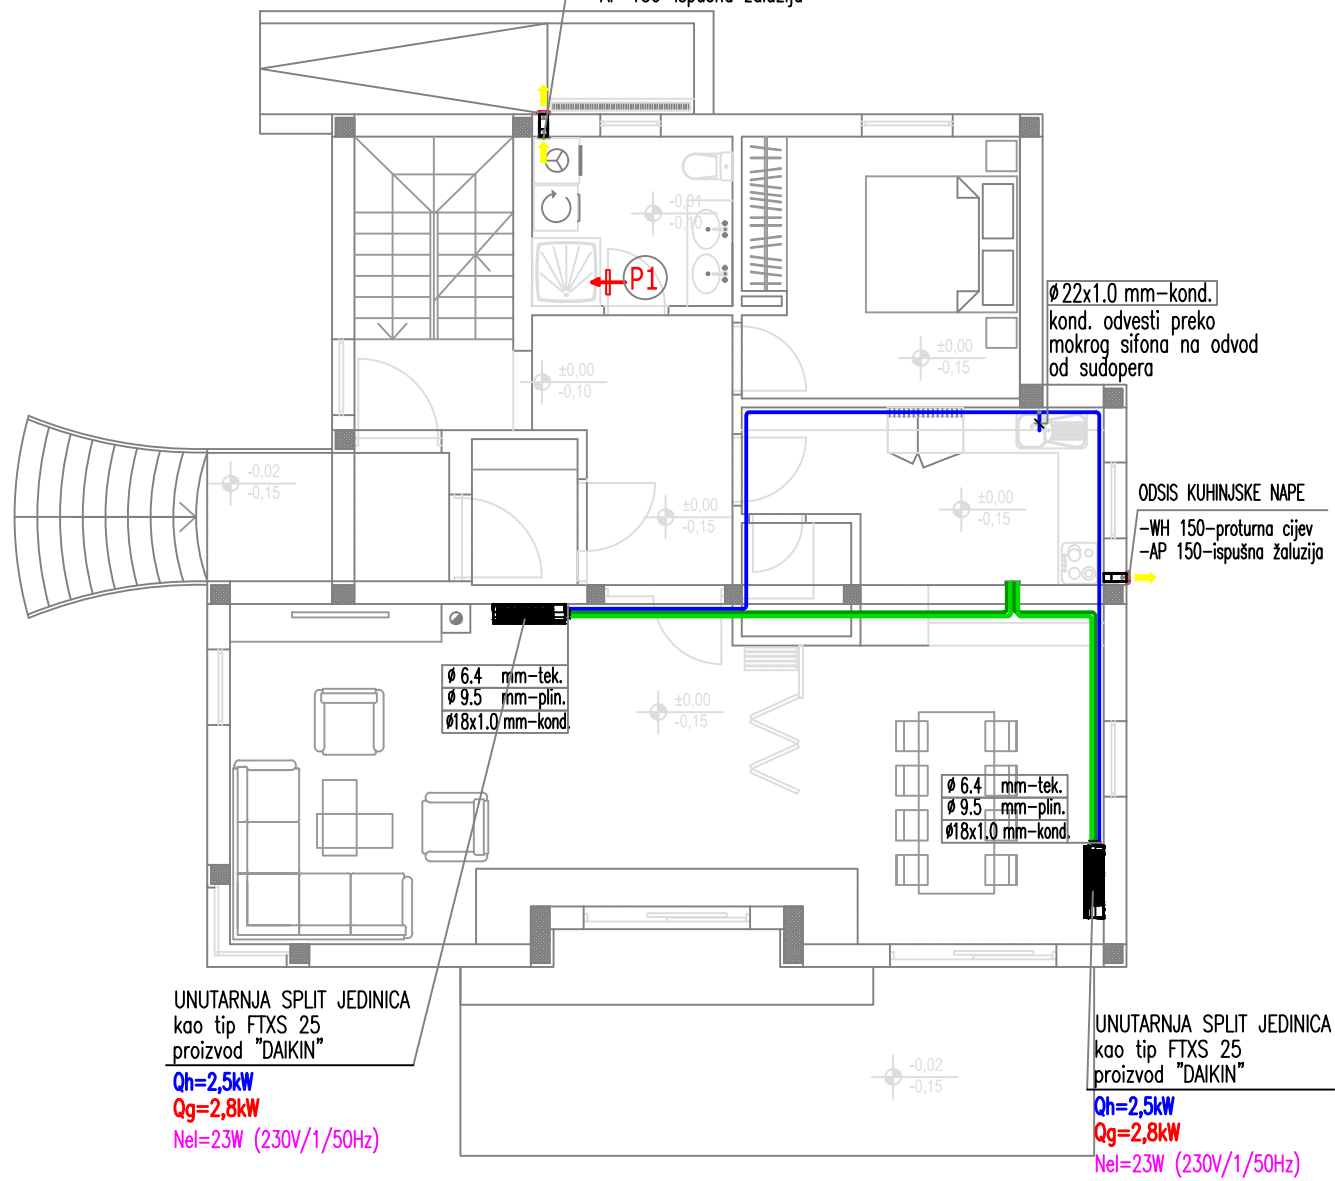 -0,01
-0,10
P1
Ø 22x1.0 mm-kond.
kond. odvesti preko
mokrog sifona na odvod
od sudopera
±0,00
-0,15
±0,00
-0,10
-0,02
-0,15
±0,00
-0,15
±0,00
-0,15
ODSIS KUHINJSKE NAPE
-WH 150-proturna cijev
-AP 150-ispušna žaluzija
Ø 6.4 mm-tek.
Ø 9.5 mm-plin.
Ø18x1.0 mm-kond.
±0,00
-0,15
Ø 6.4 mm-tek.
Ø 9.5 mm-plin.
Ø18x1.0 mm-kond.
UNUTARNJA SPLIT JEDINICA
kao tip FTXS 25
proizvod "DAIKIN"
Qh=2,5kW
Qg=2,8kW
Nel=23W (230V/1/50Hz)
-0,02
-0,15
UNUTARNJA SPLIT JEDINICA
kao tip FTXS 25
proizvod "DAIKIN"
Qh=2,5kW
Qg=2,8kW
Nel=23W (230V/1/50Hz)